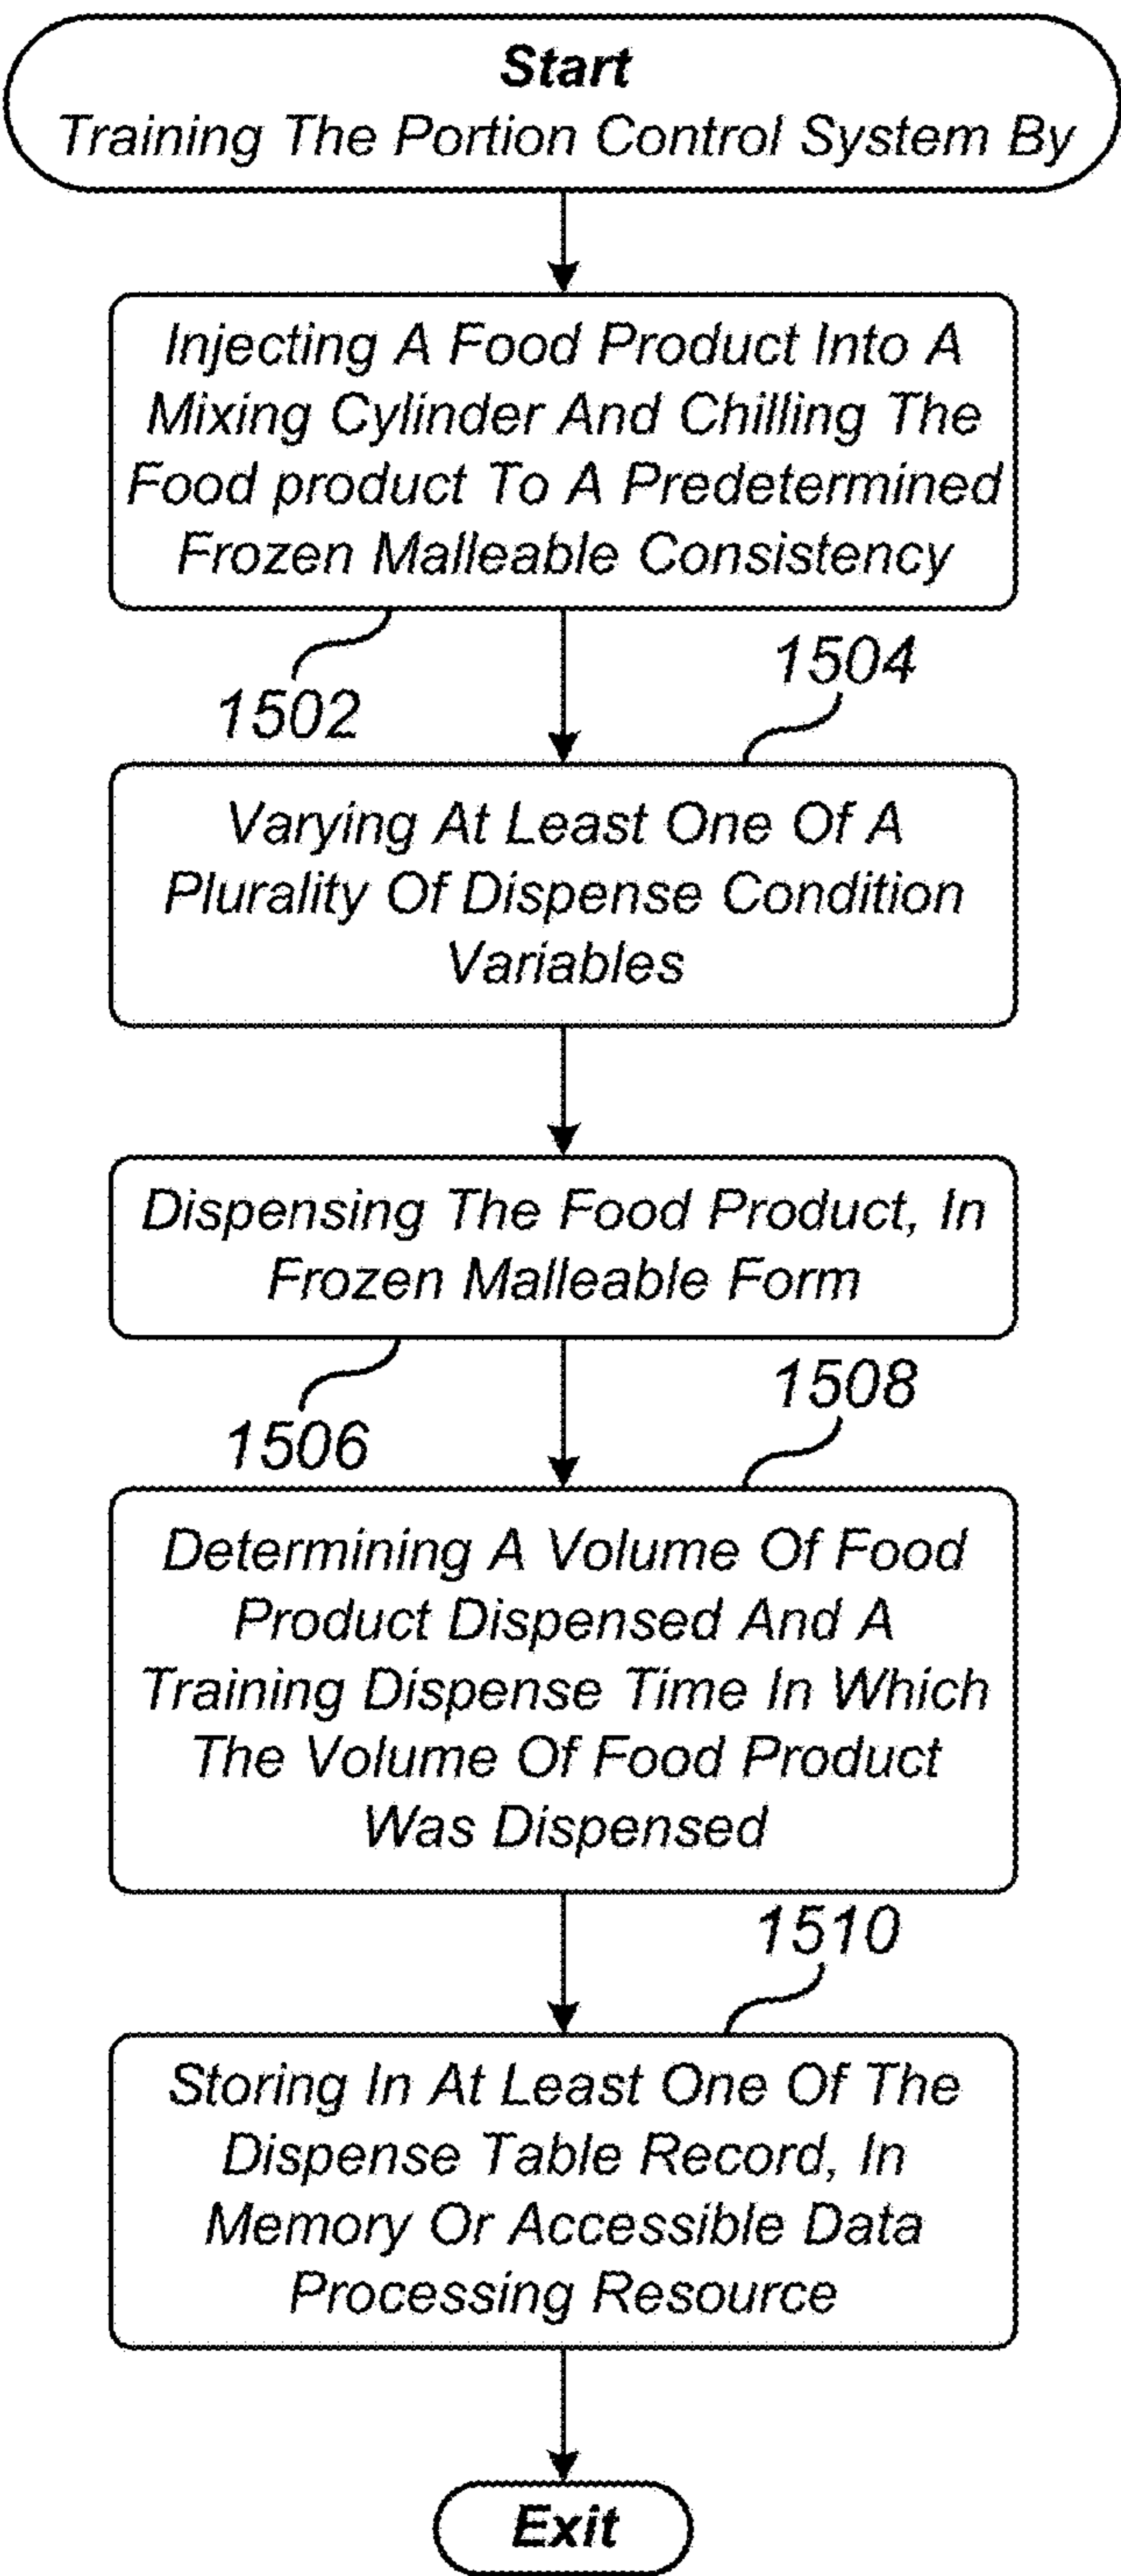 Start
Training The Portion Control System By
Injecting A Food Product Into A
Mixing Cylinder And Chilling The
Food product To A Predetermined
Frozen Malleable Consistency
1502
1504
Varying At Least One Of A
Plurality Of Dispense Condition
Variables
Dispensing The Food Product, In
Frozen Malleable Form
1506
1508
Determining A Volume Of Food
Product Dispensed And A
Training Dispense Time In Which
The Volume Of Food Product
Was Dispensed
1510
Storing In At Least One Of The
Dispense Table Record, In
Memory Or Accessible Data
Processing Resource
Exit